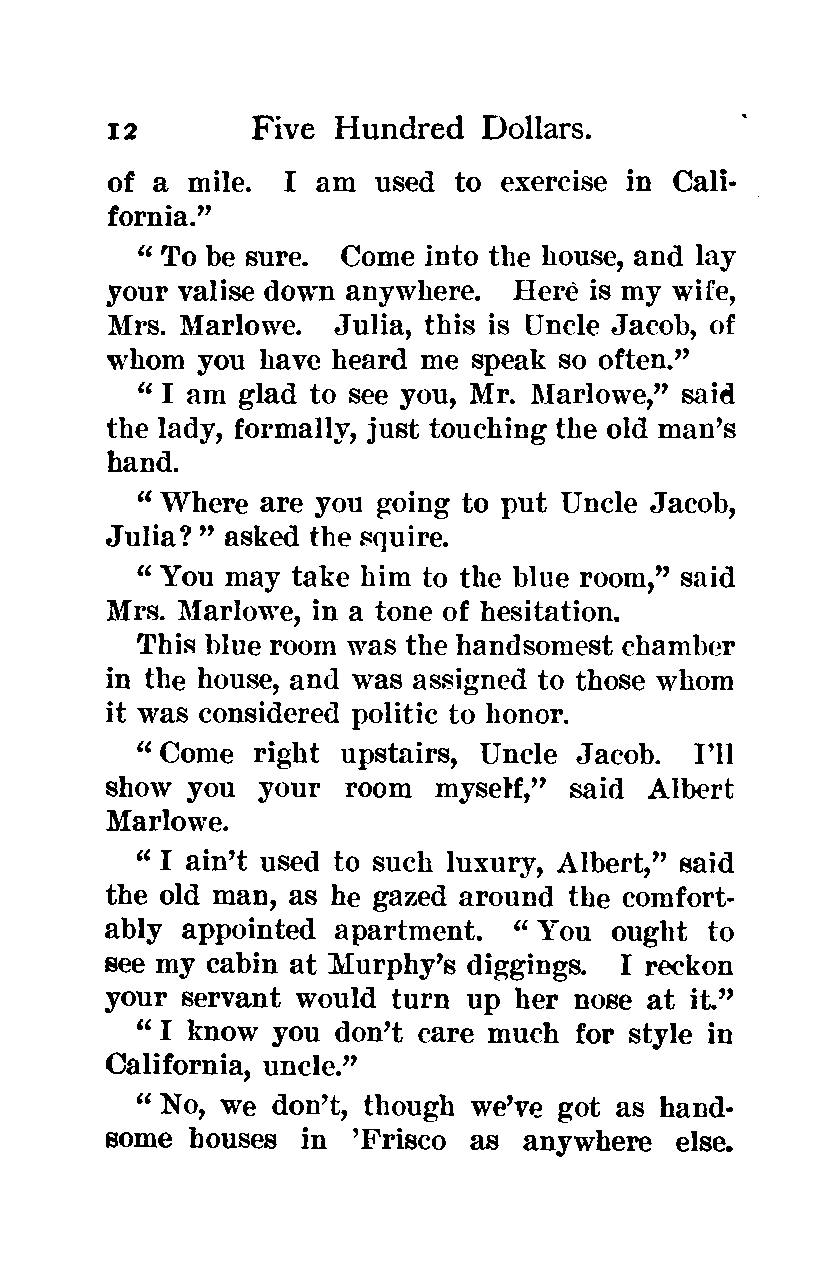 12 Five Hundred Dollars.
of a mile. I am used to exercise in Cali-
fornia.”
“ To be sure. Come into the house, and lay
your valise down anywhere. Here is my wife,
Mrs. Marlowe. Julia, this is Uncle Jacob, of
whom you have heard me speak so often.”
“ I am glad to see you, Mr. Marlowe,” said
the lady, formally, just touching the old man’s
hand.
“ Where are you going to put Uncle Jacob,
Julia? ” asked the squire.
“ You may take him to the blue room,” said
Mrs. Marlowe, in a tone of hesitation.
This blue room was the handsomest chamber
in the house, and was assigned to those whom
it was considered politic to honor.
“ Come right upstairs, Uncle Jacob. I’ll
show you your room myself,” said Albert
Marlowe.
“ I ain’t used to such luxury, Albert,” said
the old man, as he gazed around the comfort-
ably appointed apartment. “ You ought to
see my cabin at Murphy’s diggings. I reckon
your servant would turn up her nose at it.”
“ I know you don’t care much for style in
California, uncle.”
“ No, we don’t, though we’ve got as hand-
some houses in ’Frisco as anywhere else.